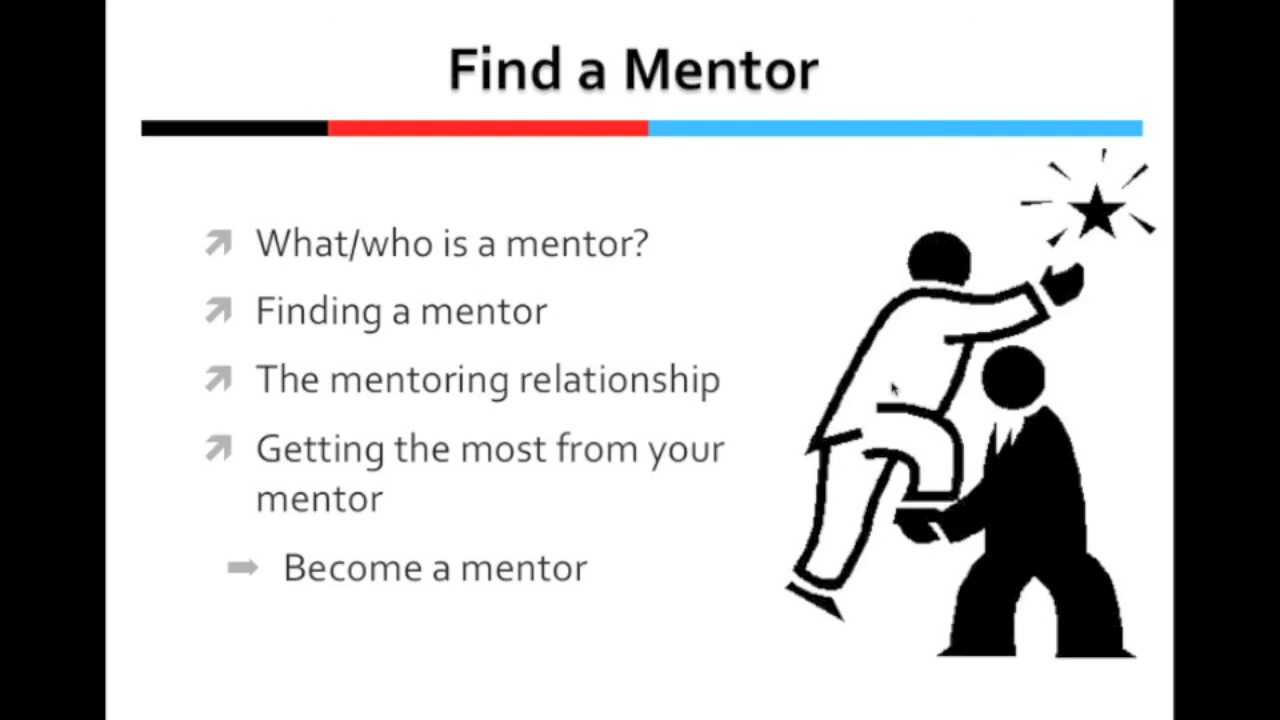 Find a Mentor
What/who is a mentor?
Finding a mentor
The mentoring relationship
Getting the most from your
mentor
Become a mentor